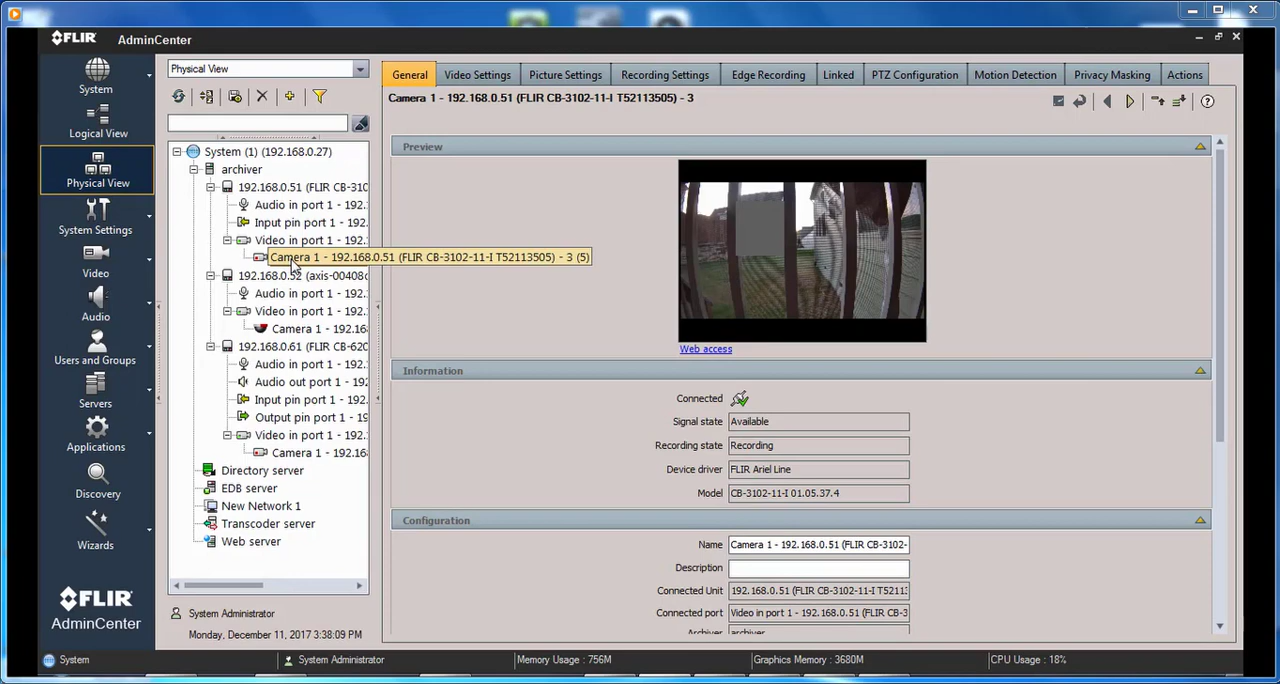 FLIR AdminCenter
System
Logical View
Physical View
System Settings
Video
Audio
Users and Groups
Servers
Applications
Discovery
Wizards
FLIR
AdminCenter
Physical View
System (1) (192.168.0.27)
archiver
192.168.0.51 (FLIR CB-310
Audio in port 1 - 192.
Input pin port 1 - 192.
Video in port 1 - 192.
Camera 1 - 192.168.0.51 (FLIR CB-3102-11-I T52113505) - 3 (5)
192.168.0.52 (axis-00408c
Audio in port 1 - 192.
Video in port 1 - 192.
Camera 1 - 192.168
192.168.0.61 (FLIR CB-620
Audio in port 1 - 192.
Audio out port 1 - 192
Input pin port 1 - 192.
Output pin port 1 - 19
Video in port 1 - 192.
Camera 1 - 192.168
Directory server
EDB server
New Network 1
Transcoder server
Web server
System Administrator
Monday, December 11, 2017 3:38:09 PM
General Video Settings Picture Settings Recording Settings Edge Recording Linked PTZ Configuration Motion Detection Privacy Masking Actions
Camera 1 - 192.168.0.51 (FLIR CB-3102-11-I T52113505) - 3
Preview
Web access
Information
Connected
Signal state Available
Recording state Recording
Device driver FLIR Ariel Line
Model CB-3102-11-I 01.05.37.4
Configuration
Name Camera 1 - 192.168.0.51 (FLIR CB-3102-
Description
Connected Unit 192.168.0.51 (FLIR CB-3102-11-I T5211:
Connected port Video in port 1 - 192.168.0.51 (FLIR CB-3
Archiver archiver
System System Administrator Memory Usage : 756M Graphics Memory : 3680M CPU Usage : 18%